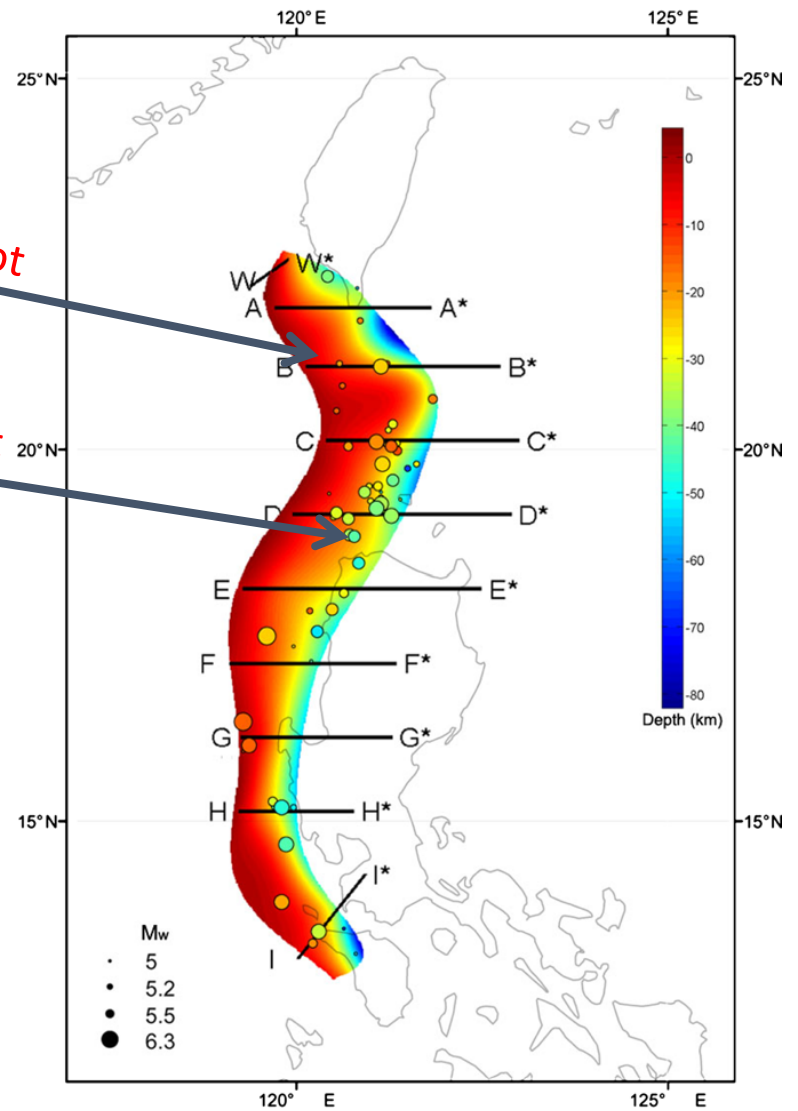 120° E 125° E
25°N 25°N
0
-10
-20
-30
-40
-50
-60
-70
-80
Depth (km)
W W*
A A*
B B*
C C*
20°N 20°N
D D*
E E*
F F*
G G*
H H*
15°N 15°N
I I*
Mw
5
5.2
5.5
6.3
120° E 125° E